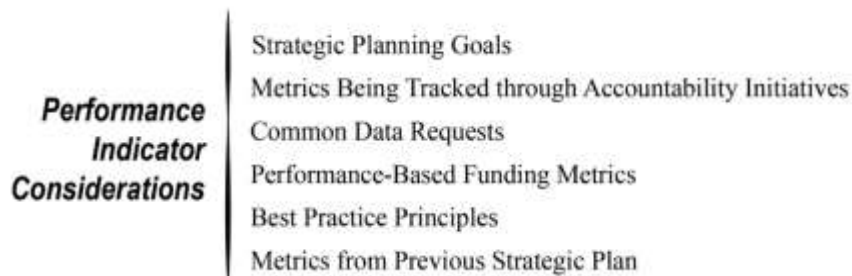 Performance
Indicator
Considerations
Strategic Planning Goals
Metrics Being Tracked through Accountability Initiatives
Common Data Requests
Performance-Based Funding Metrics
Best Practice Principles
Metrics from Previous Strategic Plan